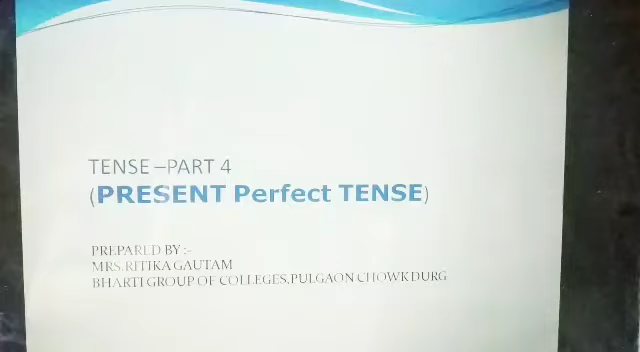 TENSE –PART 4
(PRESENT Perfect TENSE)
PREPARED BY :-
MRS.RITIKA GAUTAM
BHARTI GROUP OF COLLEGES,PULGAON CHOWK DURG